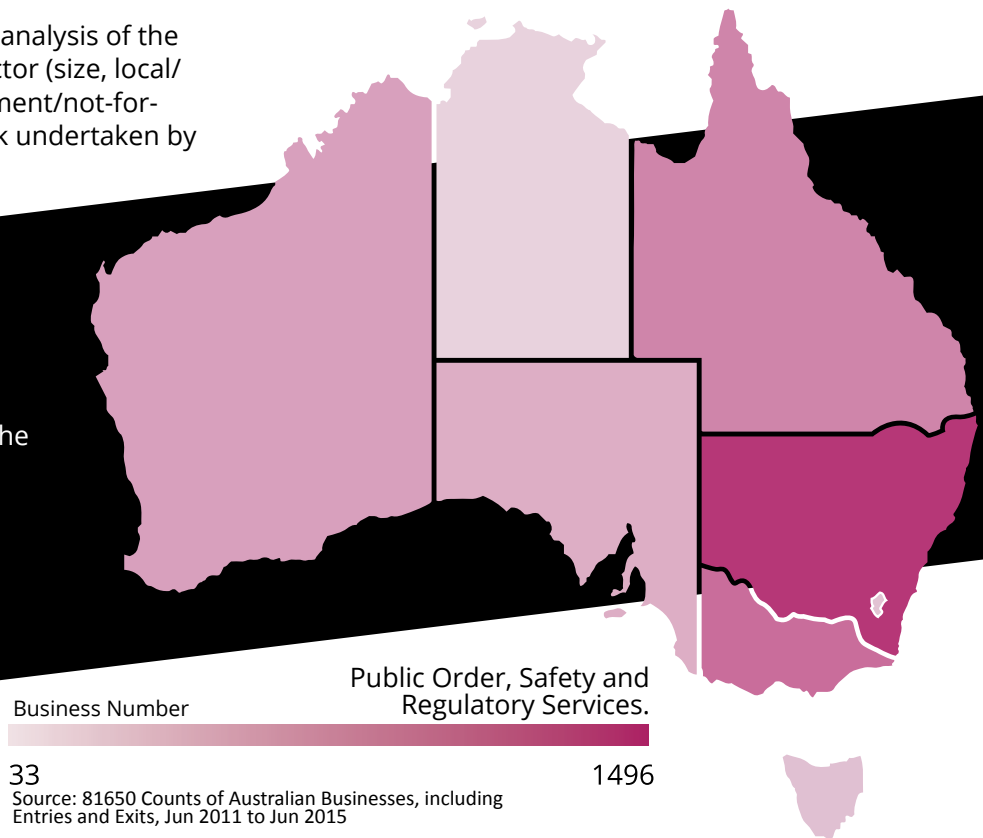 analysis of the
ctor (size, local/
ment/not-for-
k undertaken by
he
Public Order, Safety and
Regulatory Services.
Business Number
33
1496
Source: 81650 Counts of Australian Businesses, including
Entries and Exits, Jun 2011 to Jun 2015